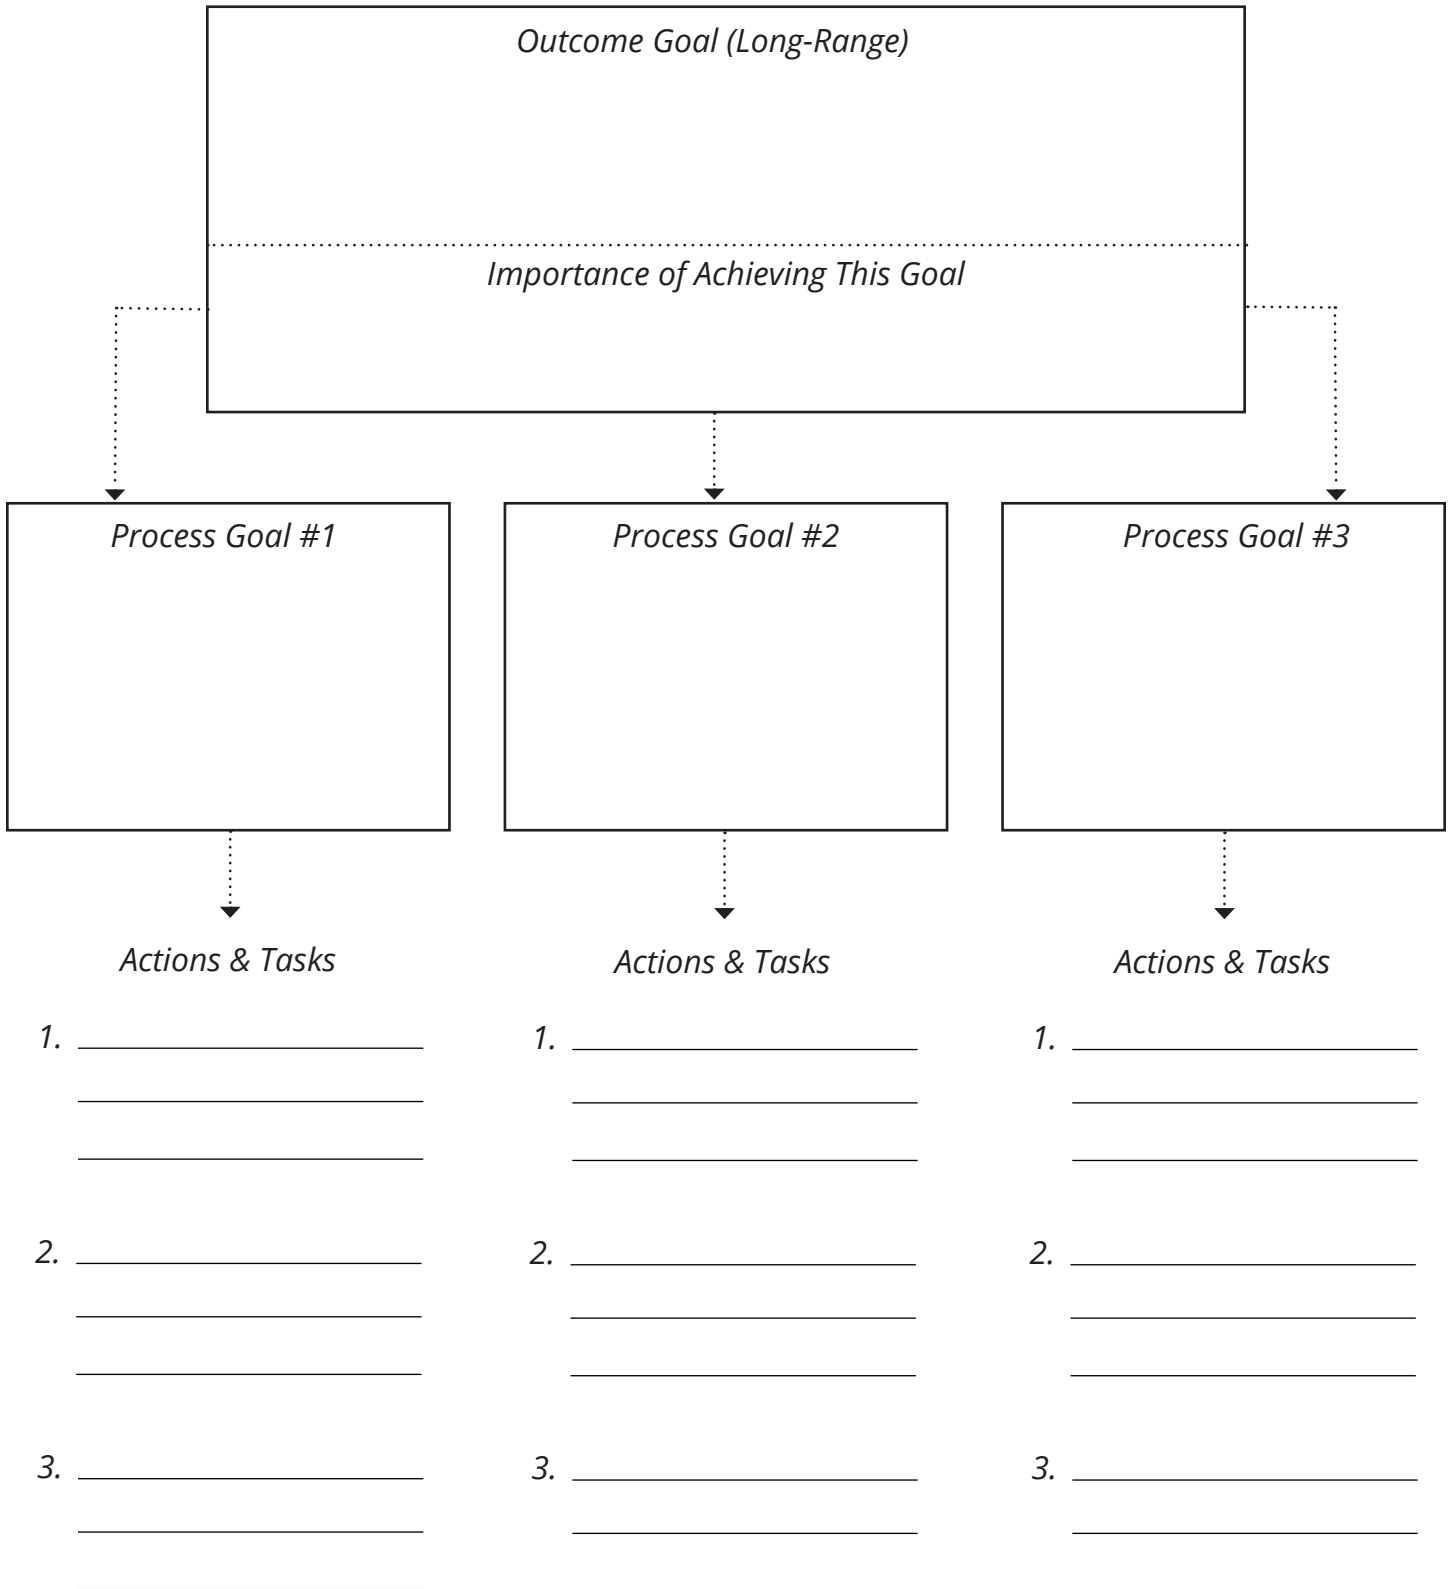 Outcome Goal (Long-Range)
Importance of Achieving This Goal
Process Goal #1
Process Goal #2
Process Goal #3
Actions & Tasks
Actions & Tasks
Actions & Tasks
1.
1.
1.
2.
2.
2.
3.
3.
3.